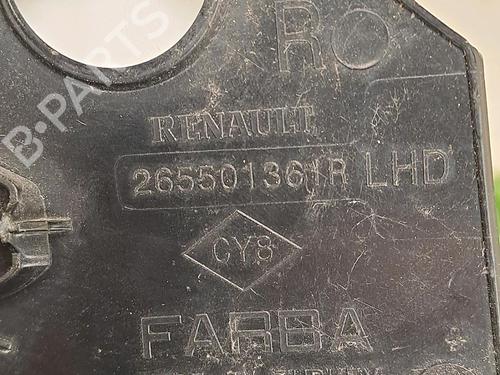 RO
RENAULT
265501361R LHD
CY8
FARBA
B-PARTS